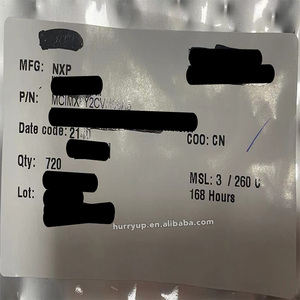 MFG: NXP
P/N:
Date code:
COO: CN
Qty: 720
MSL: 3 / 260 C
168 Hours
Lot:
hurryup.en.alibaba.com